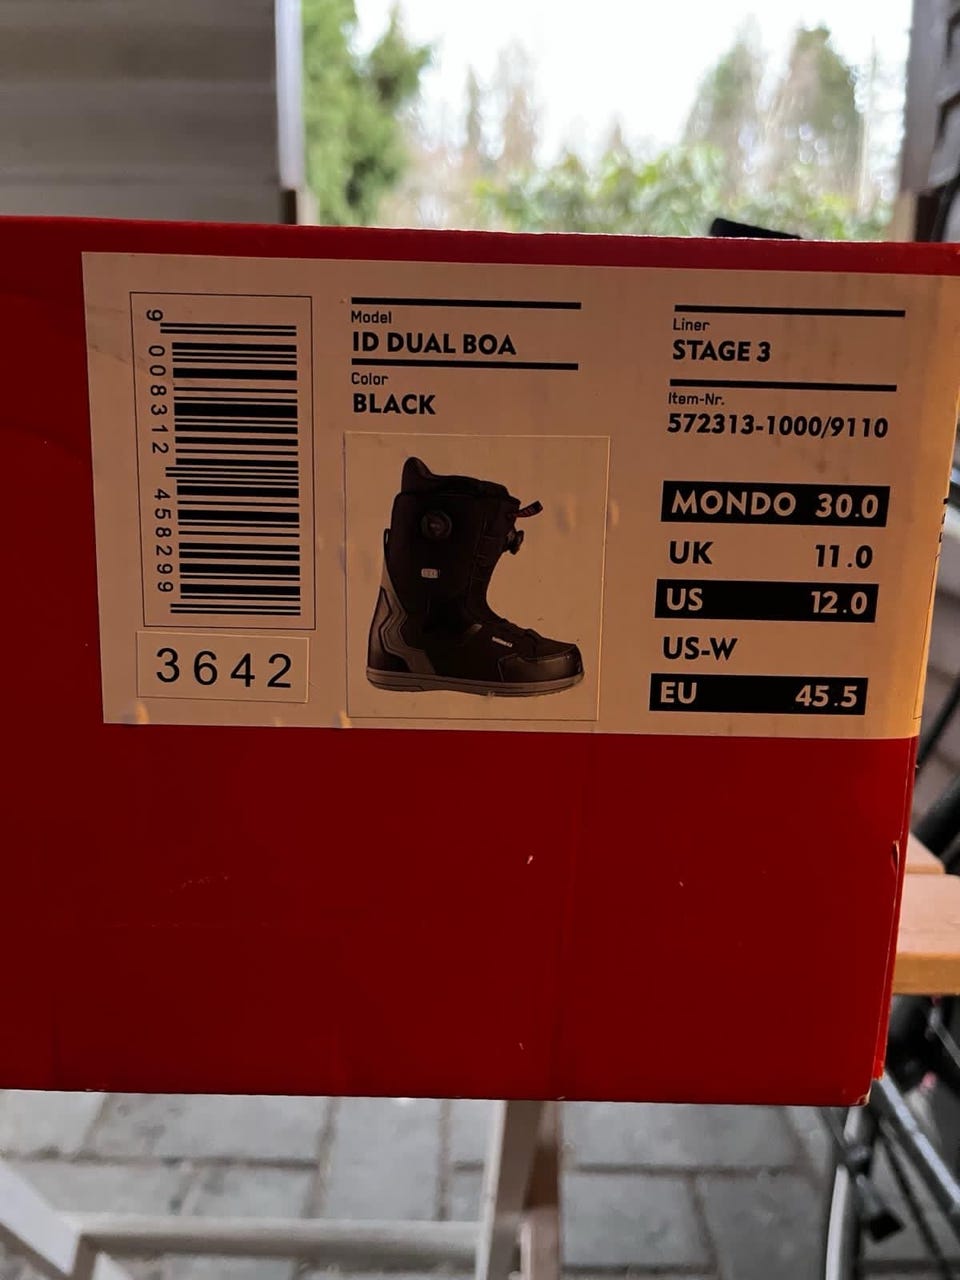 9 008312 458299
3642
Model
ID DUAL BOA
Color
BLACK
Liner
STAGE 3
Item-Nr.
572313-1000/9110
MONDO 30.0
UK 11.0
US 12.0
US-W
EU 45.5